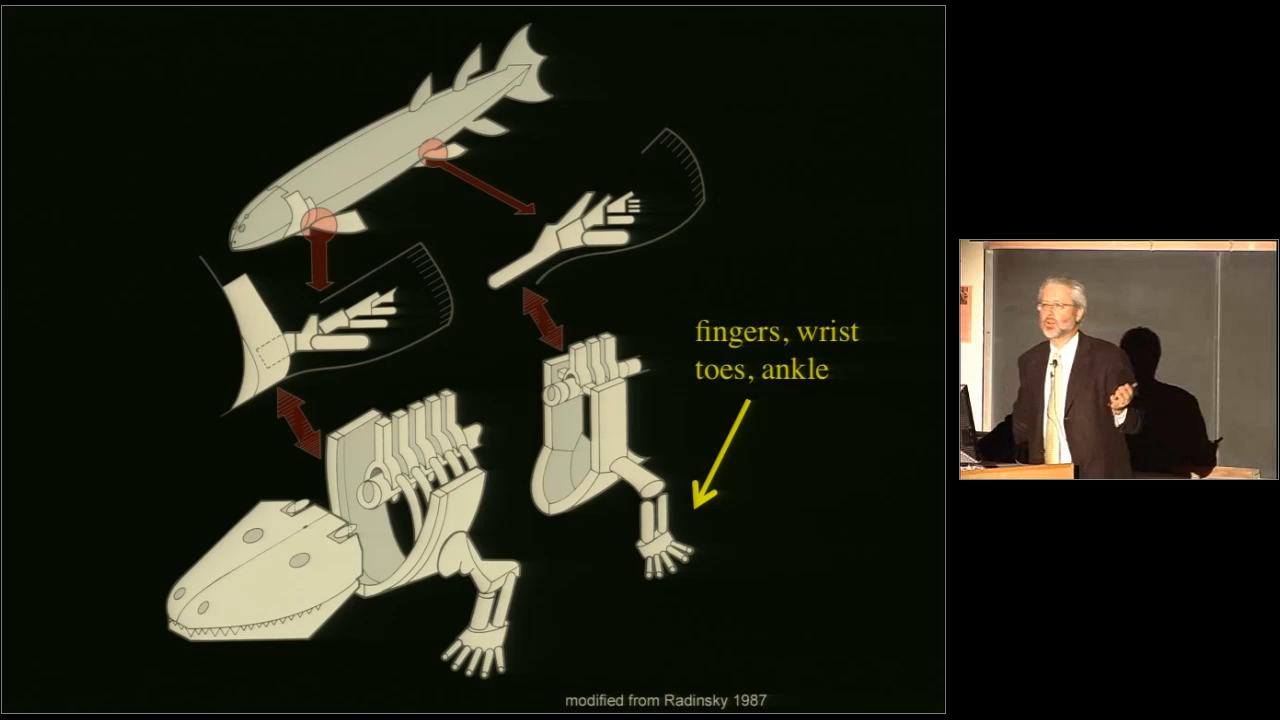 fingers, wrist
toes, ankle
modified from Radinsky 1987